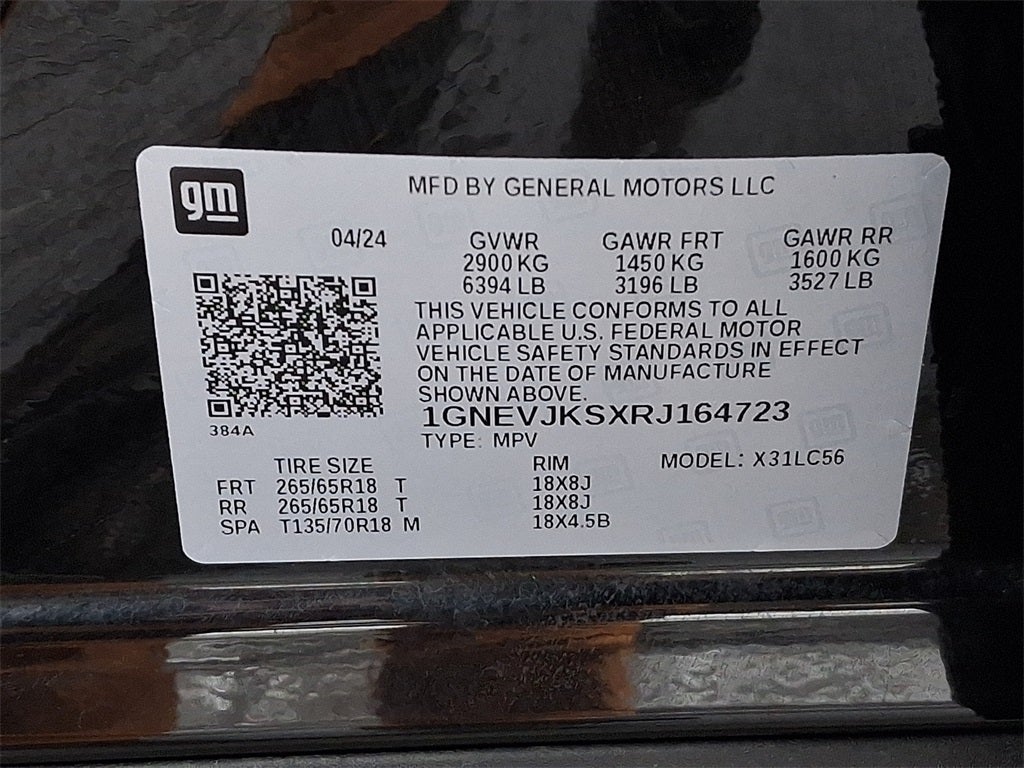 gm
MFD BY GENERAL MOTORS LLC
04/24 GVWR GAWR FRT GAWR RR
2900 KG 1450 KG 1600 KG
6394 LB 3196 LB 3527 LB
THIS VEHICLE CONFORMS TO ALL
APPLICABLE U.S. FEDERAL MOTOR
VEHICLE SAFETY STANDARDS IN EFFECT
ON THE DATE OF MANUFACTURE
SHOWN ABOVE.
384A
1GNEVJKSXRJ164723
TYPE: MPV
TIRE SIZE RIM MODEL: X31LC56
FRT 265/65R18 T 18X8J
RR 265/65R18 T 18X8J
SPA T135/70R18 M 18X4.5B